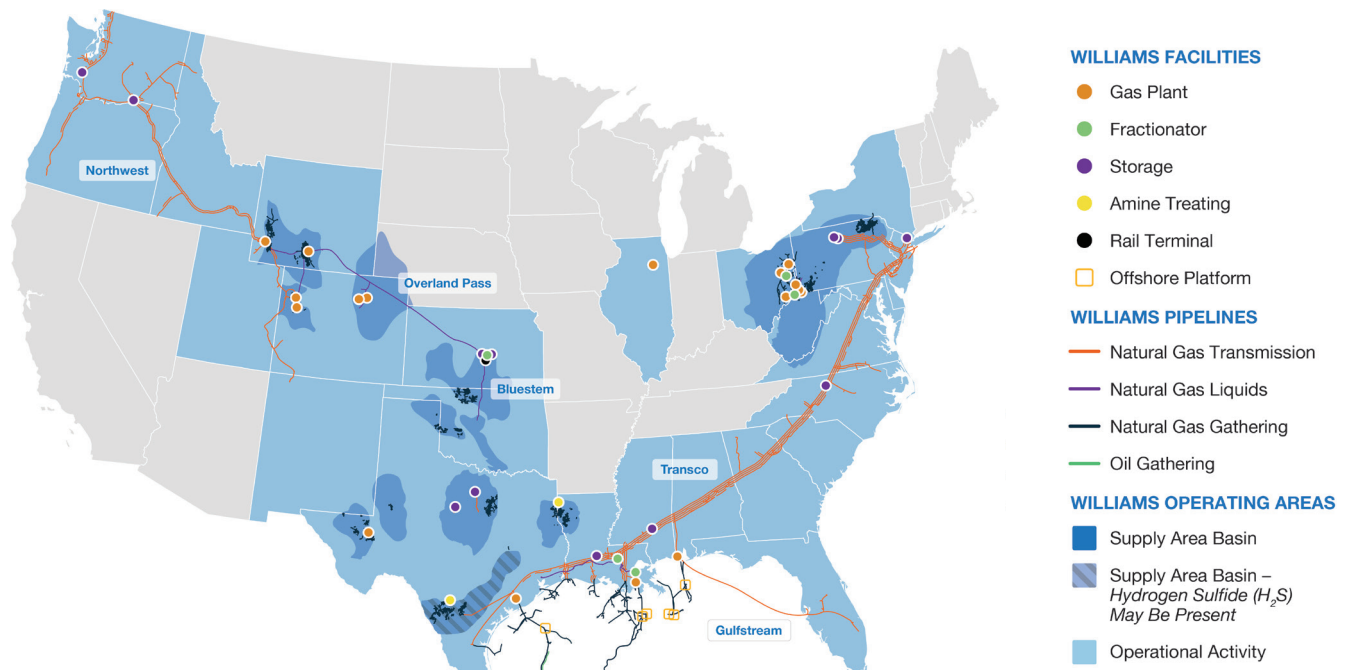 Northwest
Overland Pass
Bluestem
Transco
Gulfstream
WILLIAMS FACILITIES
Gas Plant
Fractionator
Storage
Amine Treating
Rail Terminal
Offshore Platform
WILLIAMS PIPELINES
Natural Gas Transmission
Natural Gas Liquids
Natural Gas Gathering
Oil Gathering
WILLIAMS OPERATING AREAS
Supply Area Basin
Supply Area Basin –
Hydrogen Sulfide (H₂S)
May Be Present
Operational Activity